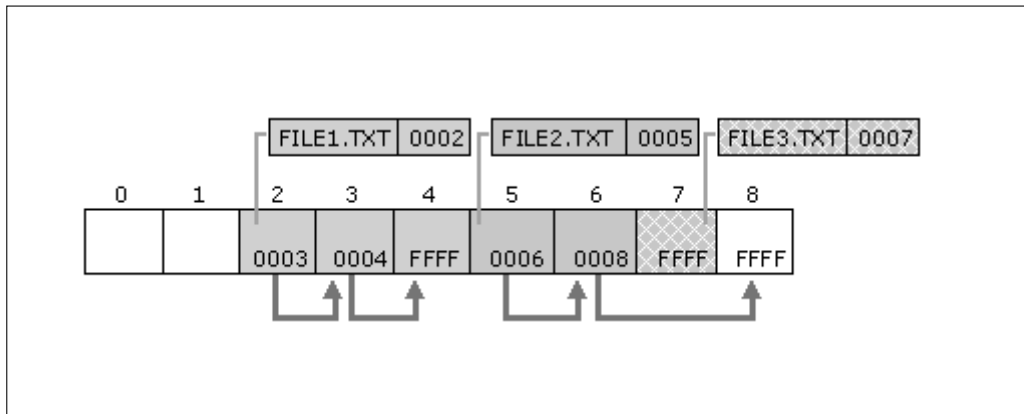 FILE1.TXT 0002 FILE2.TXT 0005 FILE3.TXT 0007
0 1 2 3 4 5 6 7 8
0003 0004 FFFF 0006 0008 FFFF FFFF